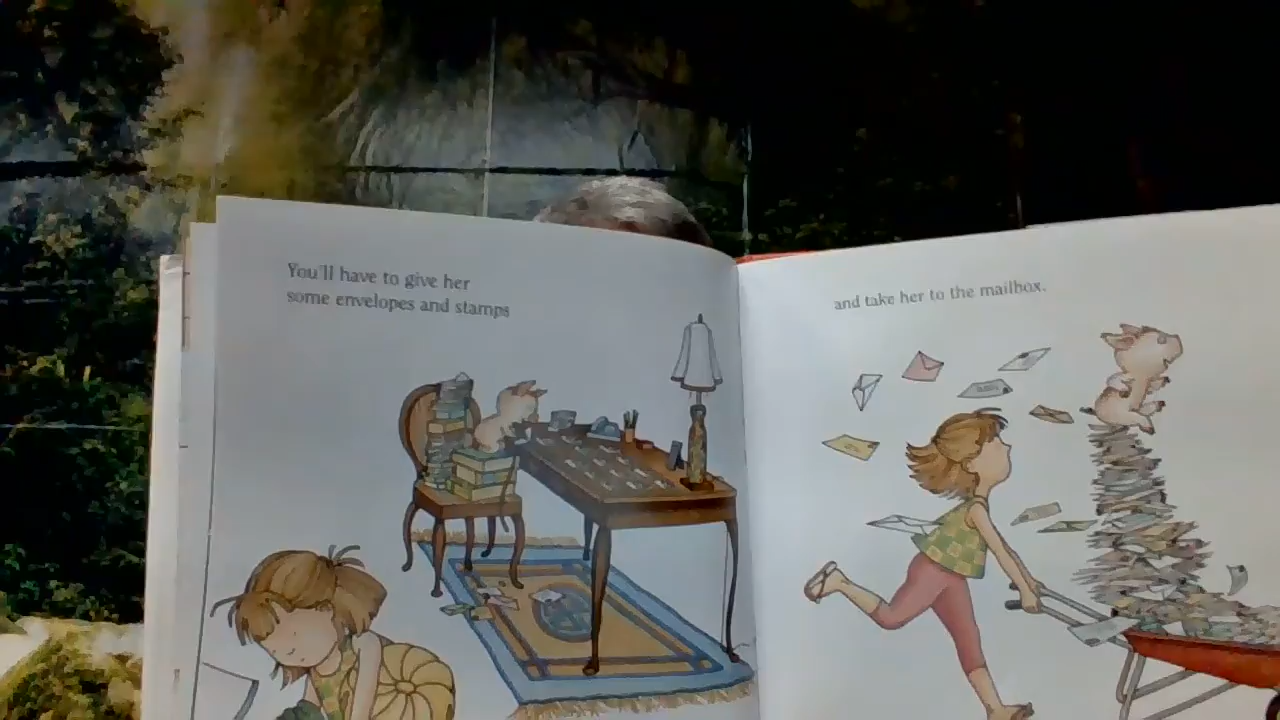 You'll have to give her
some envelopes and stamps
and take her to the mailbox.